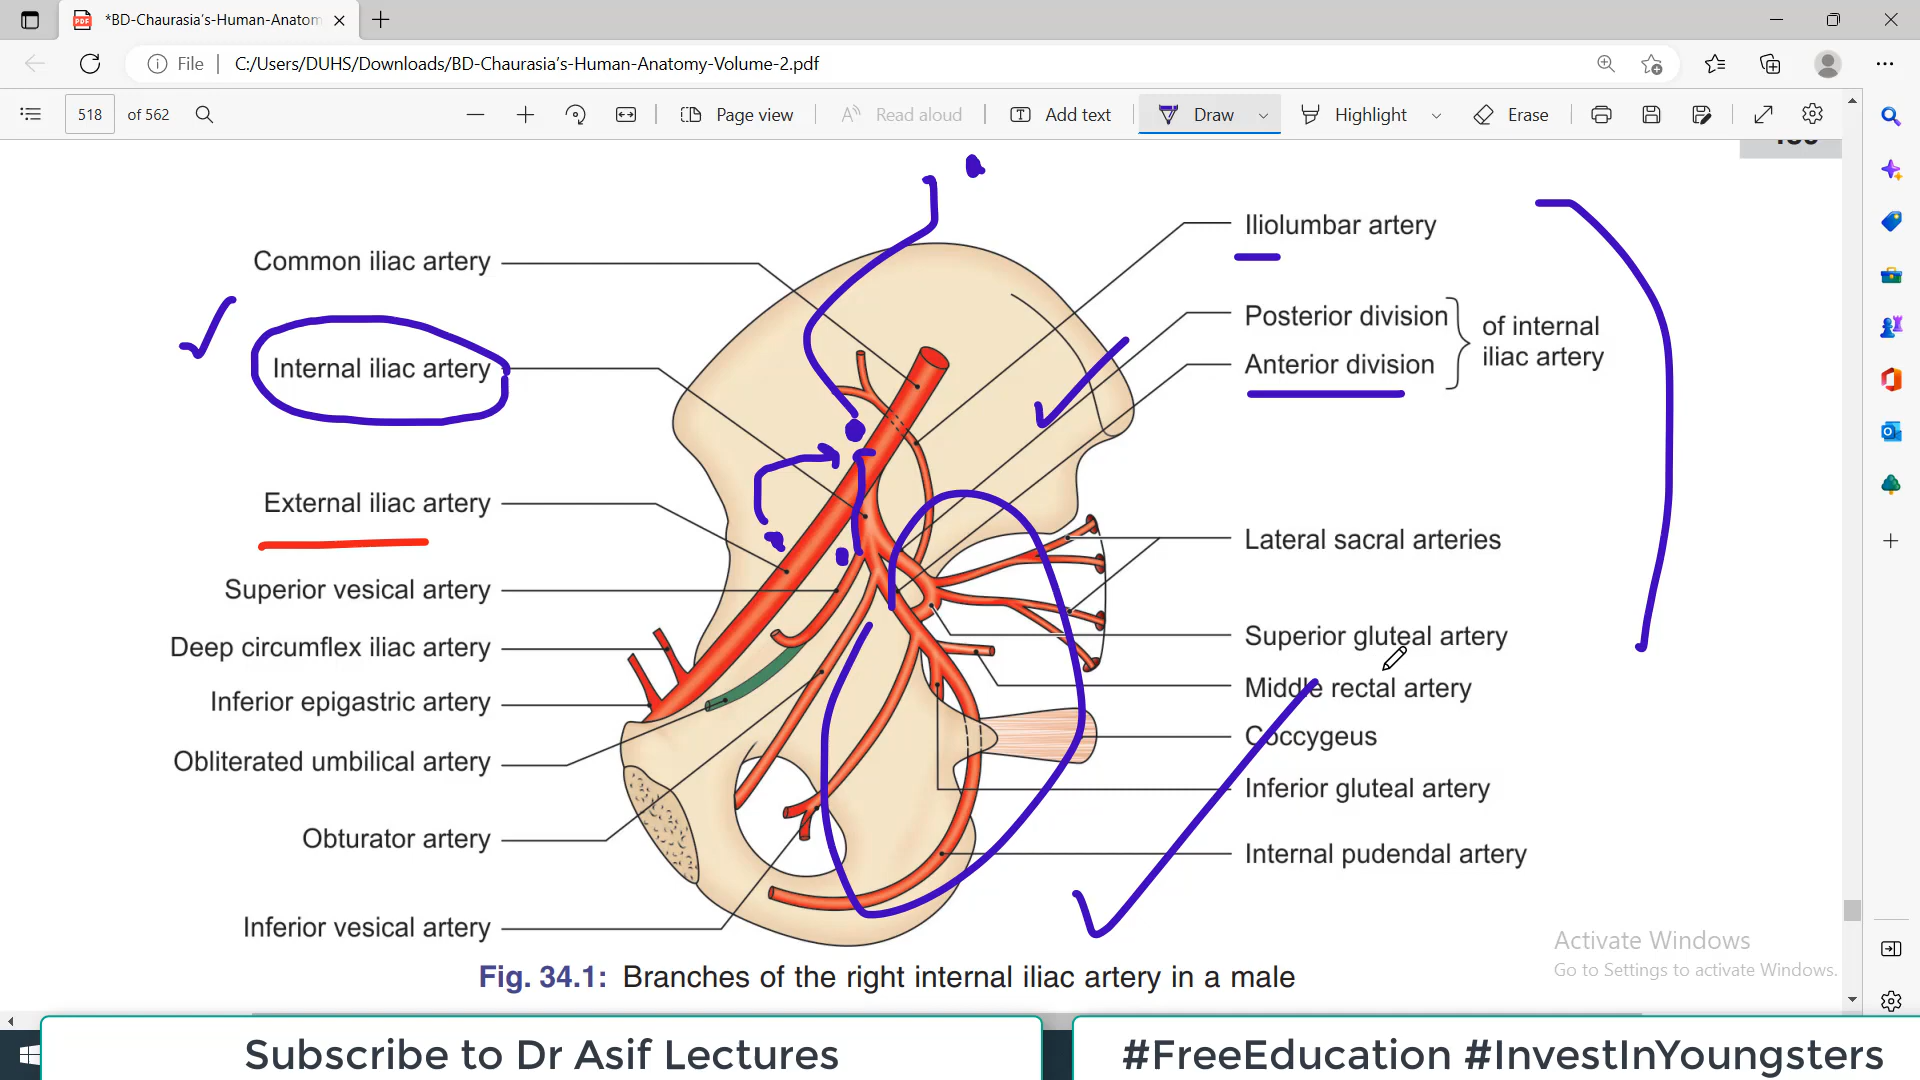 *BD-Chaurasia's-Human-Anatom
File
C:/Users/DUHS/Downloads/BD-Chaurasia's-Human-Anatomy-Volume-2.pdf
518 of 562
Page view
Read aloud
Add text
Draw
Highlight
Erase
Common iliac artery
Internal iliac artery
External iliac artery
Superior vesical artery
Deep circumflex iliac artery
Inferior epigastric artery
Obliterated umbilical artery
Obturator artery
Inferior vesical artery
Iliolumbar artery
Posterior division
Anterior division
of internal
iliac artery
Lateral sacral arteries
Superior gluteal artery
Middle rectal artery
Coccygeus
Inferior gluteal artery
Internal pudendal artery
Fig. 34.1: Branches of the right internal iliac artery in a male
Activate Windows
Go to Settings to activate Windows.
Subscribe to Dr Asif Lectures
#FreeEducation #InvestInYoungsters